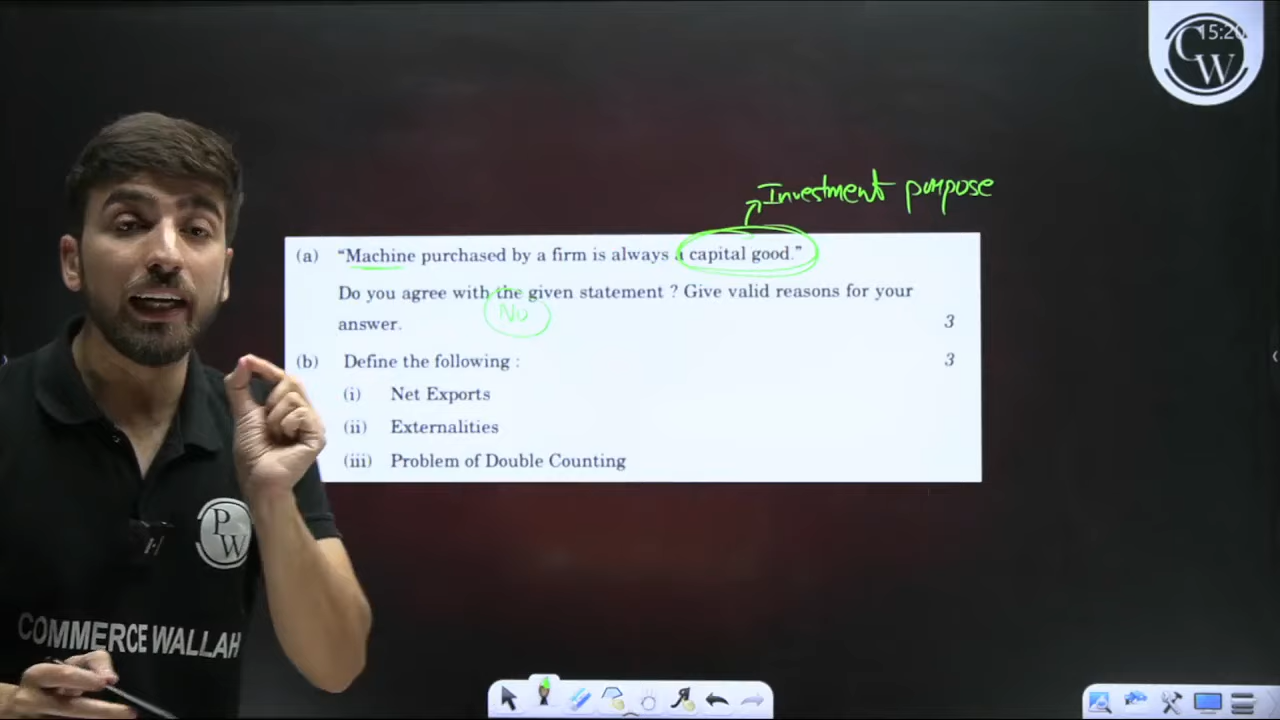 15:20
CW
Investment purpose
(a) "Machine purchased by a firm is always a capital good."
Do you agree with the given statement ? Give valid reasons for your
No
answer. 3
(b) Define the following : 3
(i) Net Exports
(ii) Externalities
(iii) Problem of Double Counting
PW
COMMERCE WALLAH